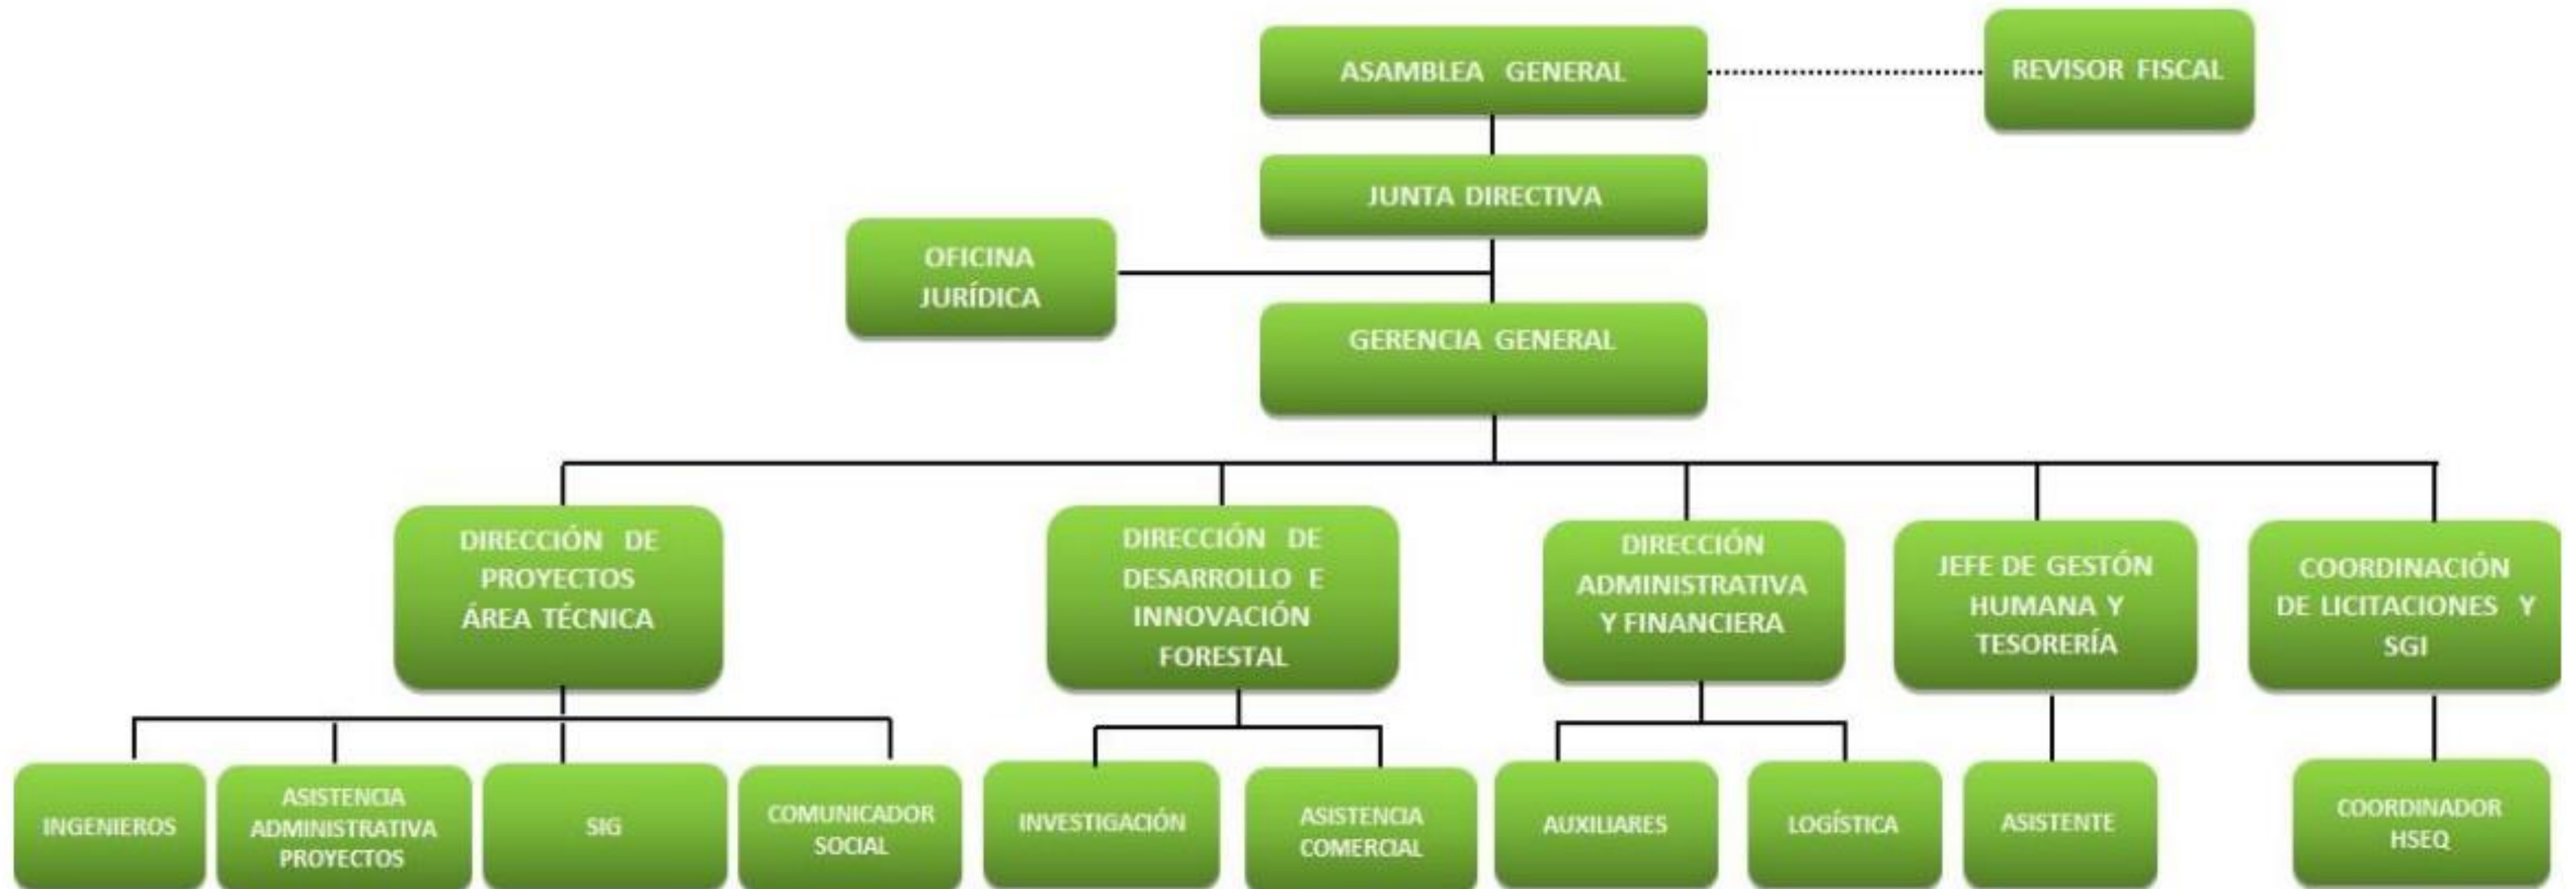 ASAMBLEA GENERAL
REVISOR FISCAL
JUNTA DIRECTIVA
OFICINA
JURÍDICA
GERENCIA GENERAL
DIRECCIÓN DE
PROYECTOS
ÁREA TÉCNICA
DIRECCIÓN DE
DESARROLLO E
INNOVACIÓN
FORESTAL
DIRECCIÓN
ADMINISTRATIVA
Y FINANCIERA
JEFE DE GESTÓN
HUMANA Y
TESORERÍA
COORDINACIÓN
DE LICITACIONES Y
SGI
INGENIEROS
ASISTENCIA
ADMINISTRATIVA
PROYECTOS
SIG
COMUNICADOR
SOCIAL
INVESTIGACIÓN
ASISTENCIA
COMERCIAL
AUXILIARES
LOGÍSTICA
ASISTENTE
COORDINADOR
HSEQ